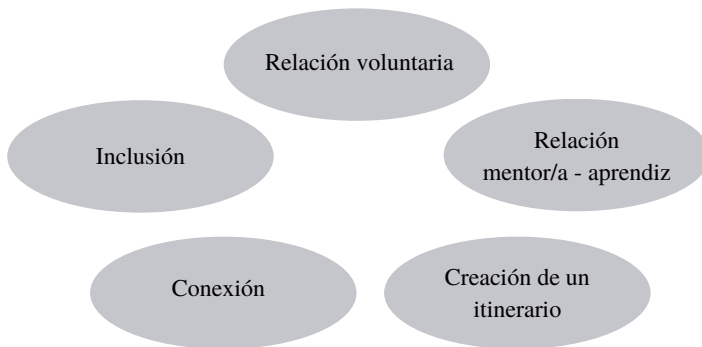 Relación voluntaria
Inclusión
Relación
mentor/a - aprendiz
Conexión
Creación de un
itinerario